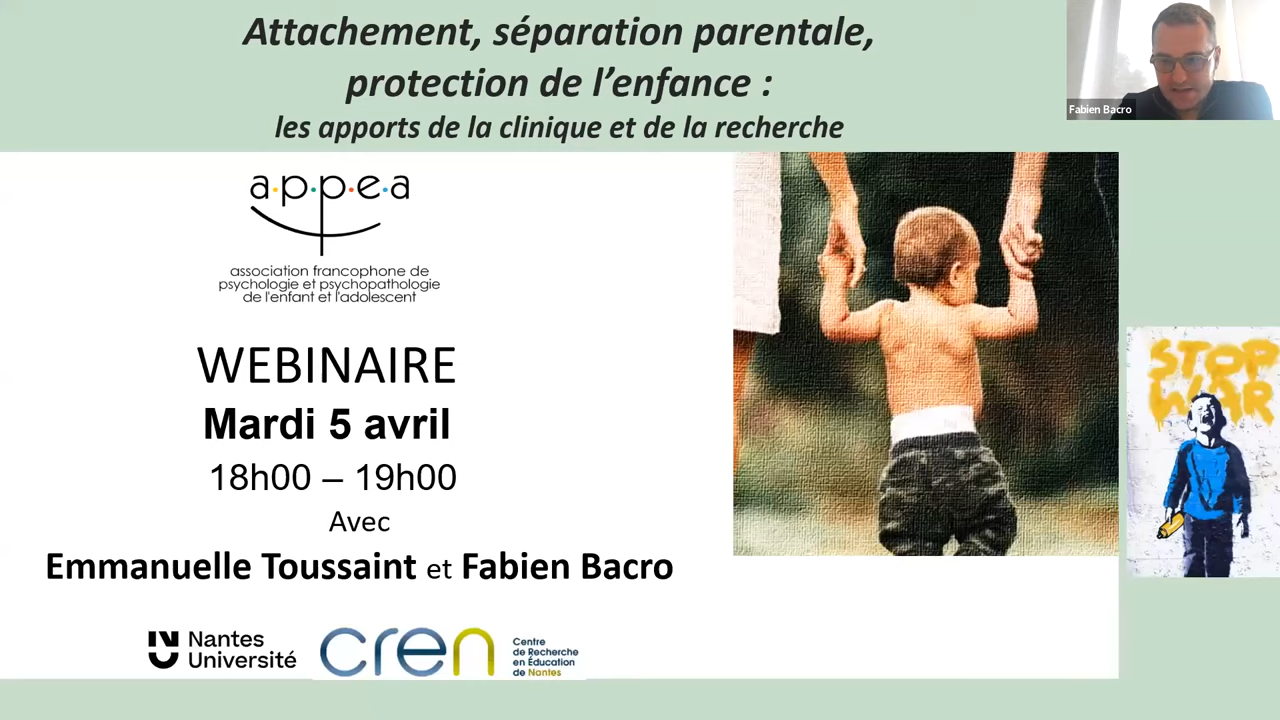 Attachement, séparation parentale,
protection de l’enfance :
les apports de la clinique et de la recherche
Fabien Bacro
a·p·p·e·a
association francophone de
psychologie et psychopathologie
de l'enfant et l'adolescent
WEBINAIRE
Mardi 5 avril
18h00 – 19h00
Avec
Emmanuelle Toussaint et Fabien Bacro
STOP
WAR
Nantes
Université
cren
Centre
de Recherche
en Éducation
de Nantes